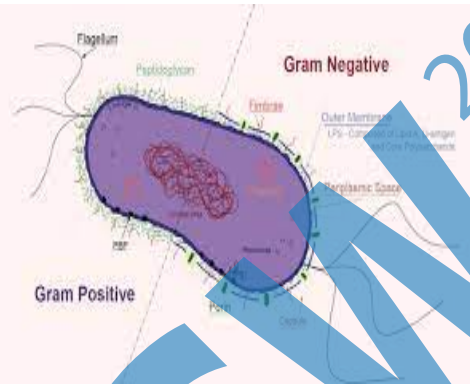 Flagellum
Peptidoglycan
Gram Negative
Fimbrae
Outer Membrane
LPS - Composed of Lipid A, O-antigen
and Core Polysaccharide
Periplasmic Space
PBP
Gram Positive
Porin
Capsule